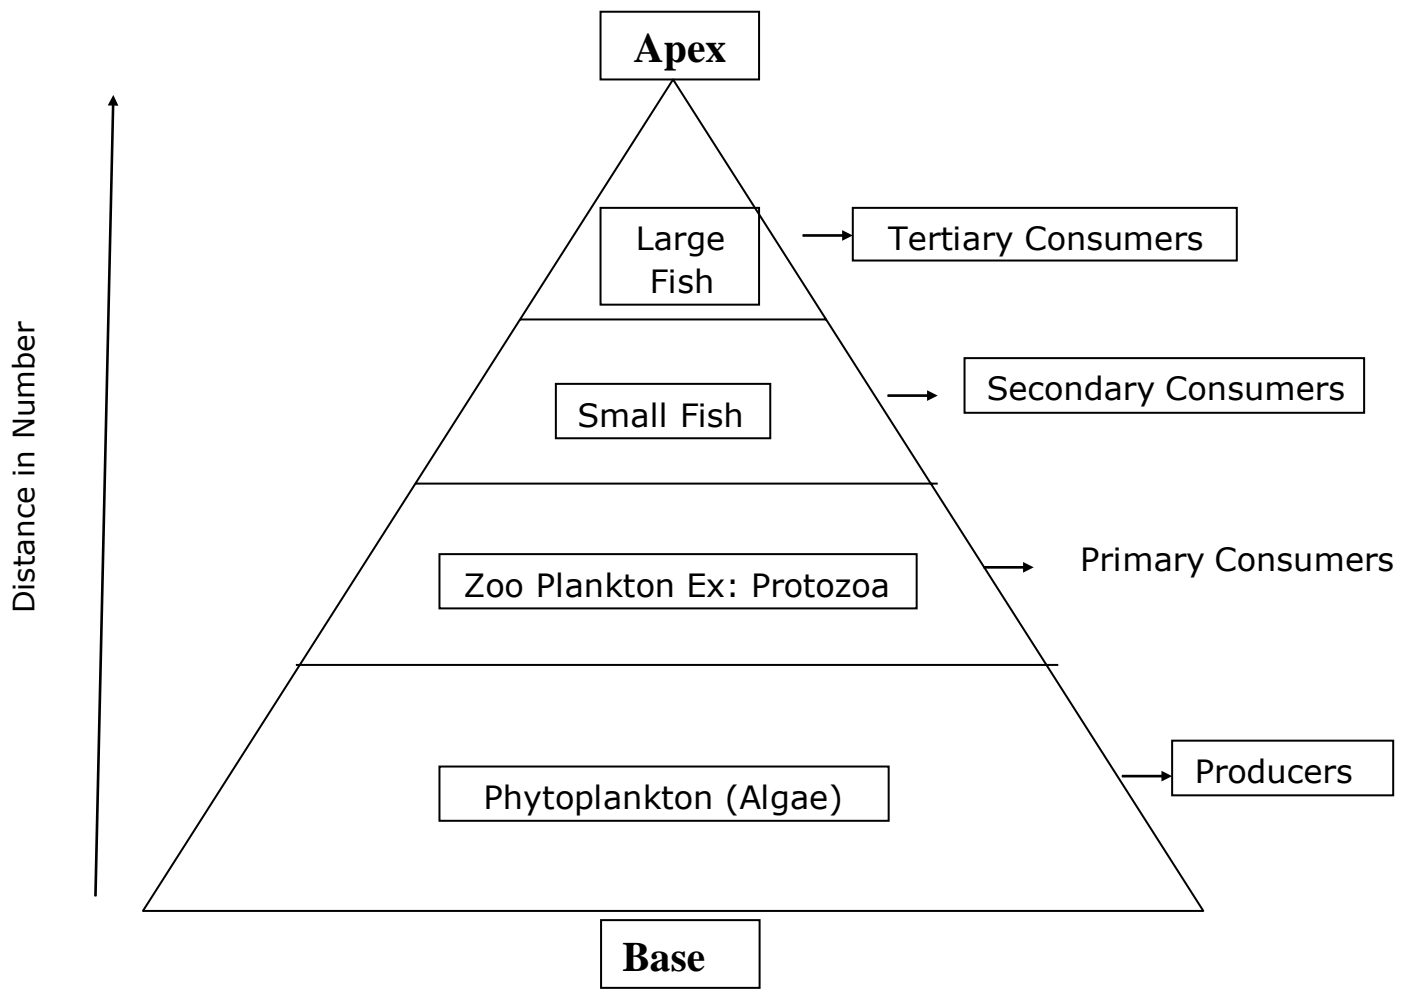 Apex
Large
Fish
Tertiary Consumers
Distance in Number
Small Fish
Secondary Consumers
Zoo Plankton Ex: Protozoa
Primary Consumers
Phytoplankton (Algae)
Producers
Base